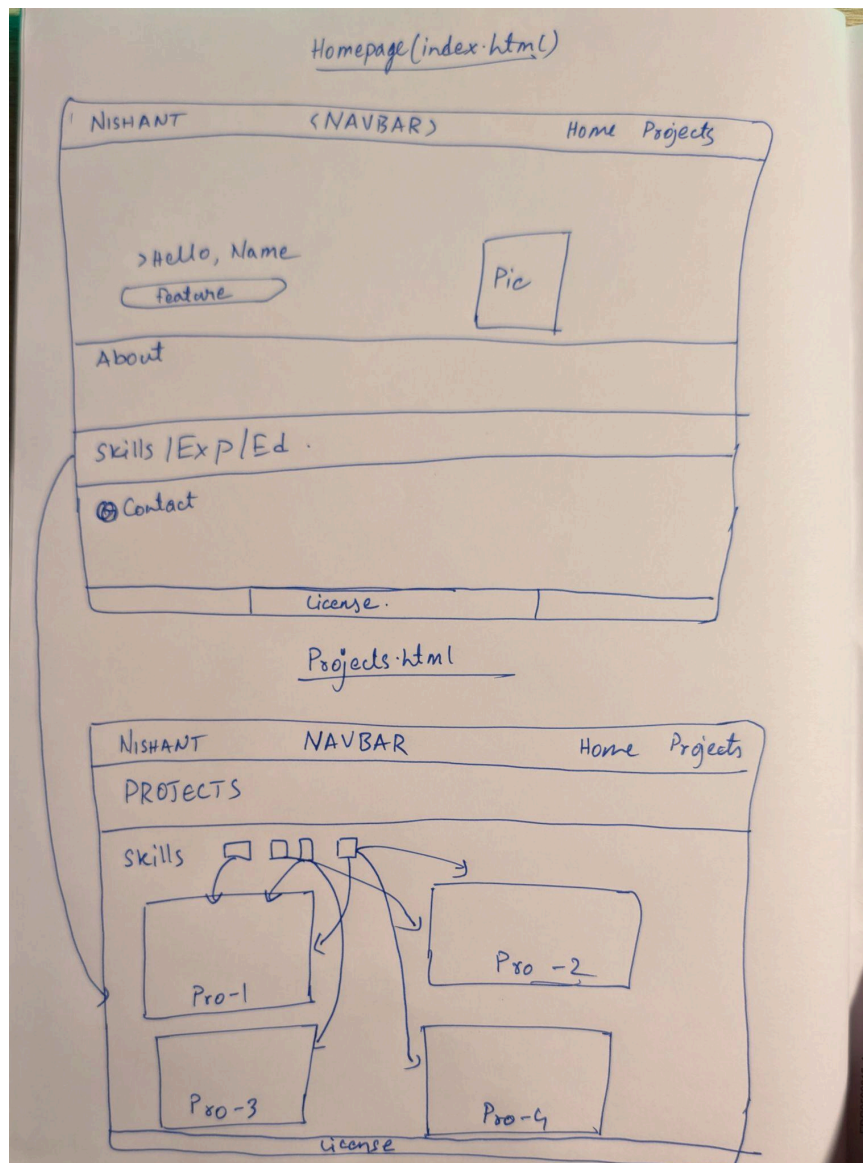 Homepage (index.html)
NISHANT <NAVBAR> Home Projects
>Hello, Name
Feature
Pic
About
Skills /Exp/Ed.
Contact
License.
Projects.html
NISHANT NAVBAR Home Projects
PROJECTS
Skills
Pro-1
Pro-2
Pro-3
Pro-4
License